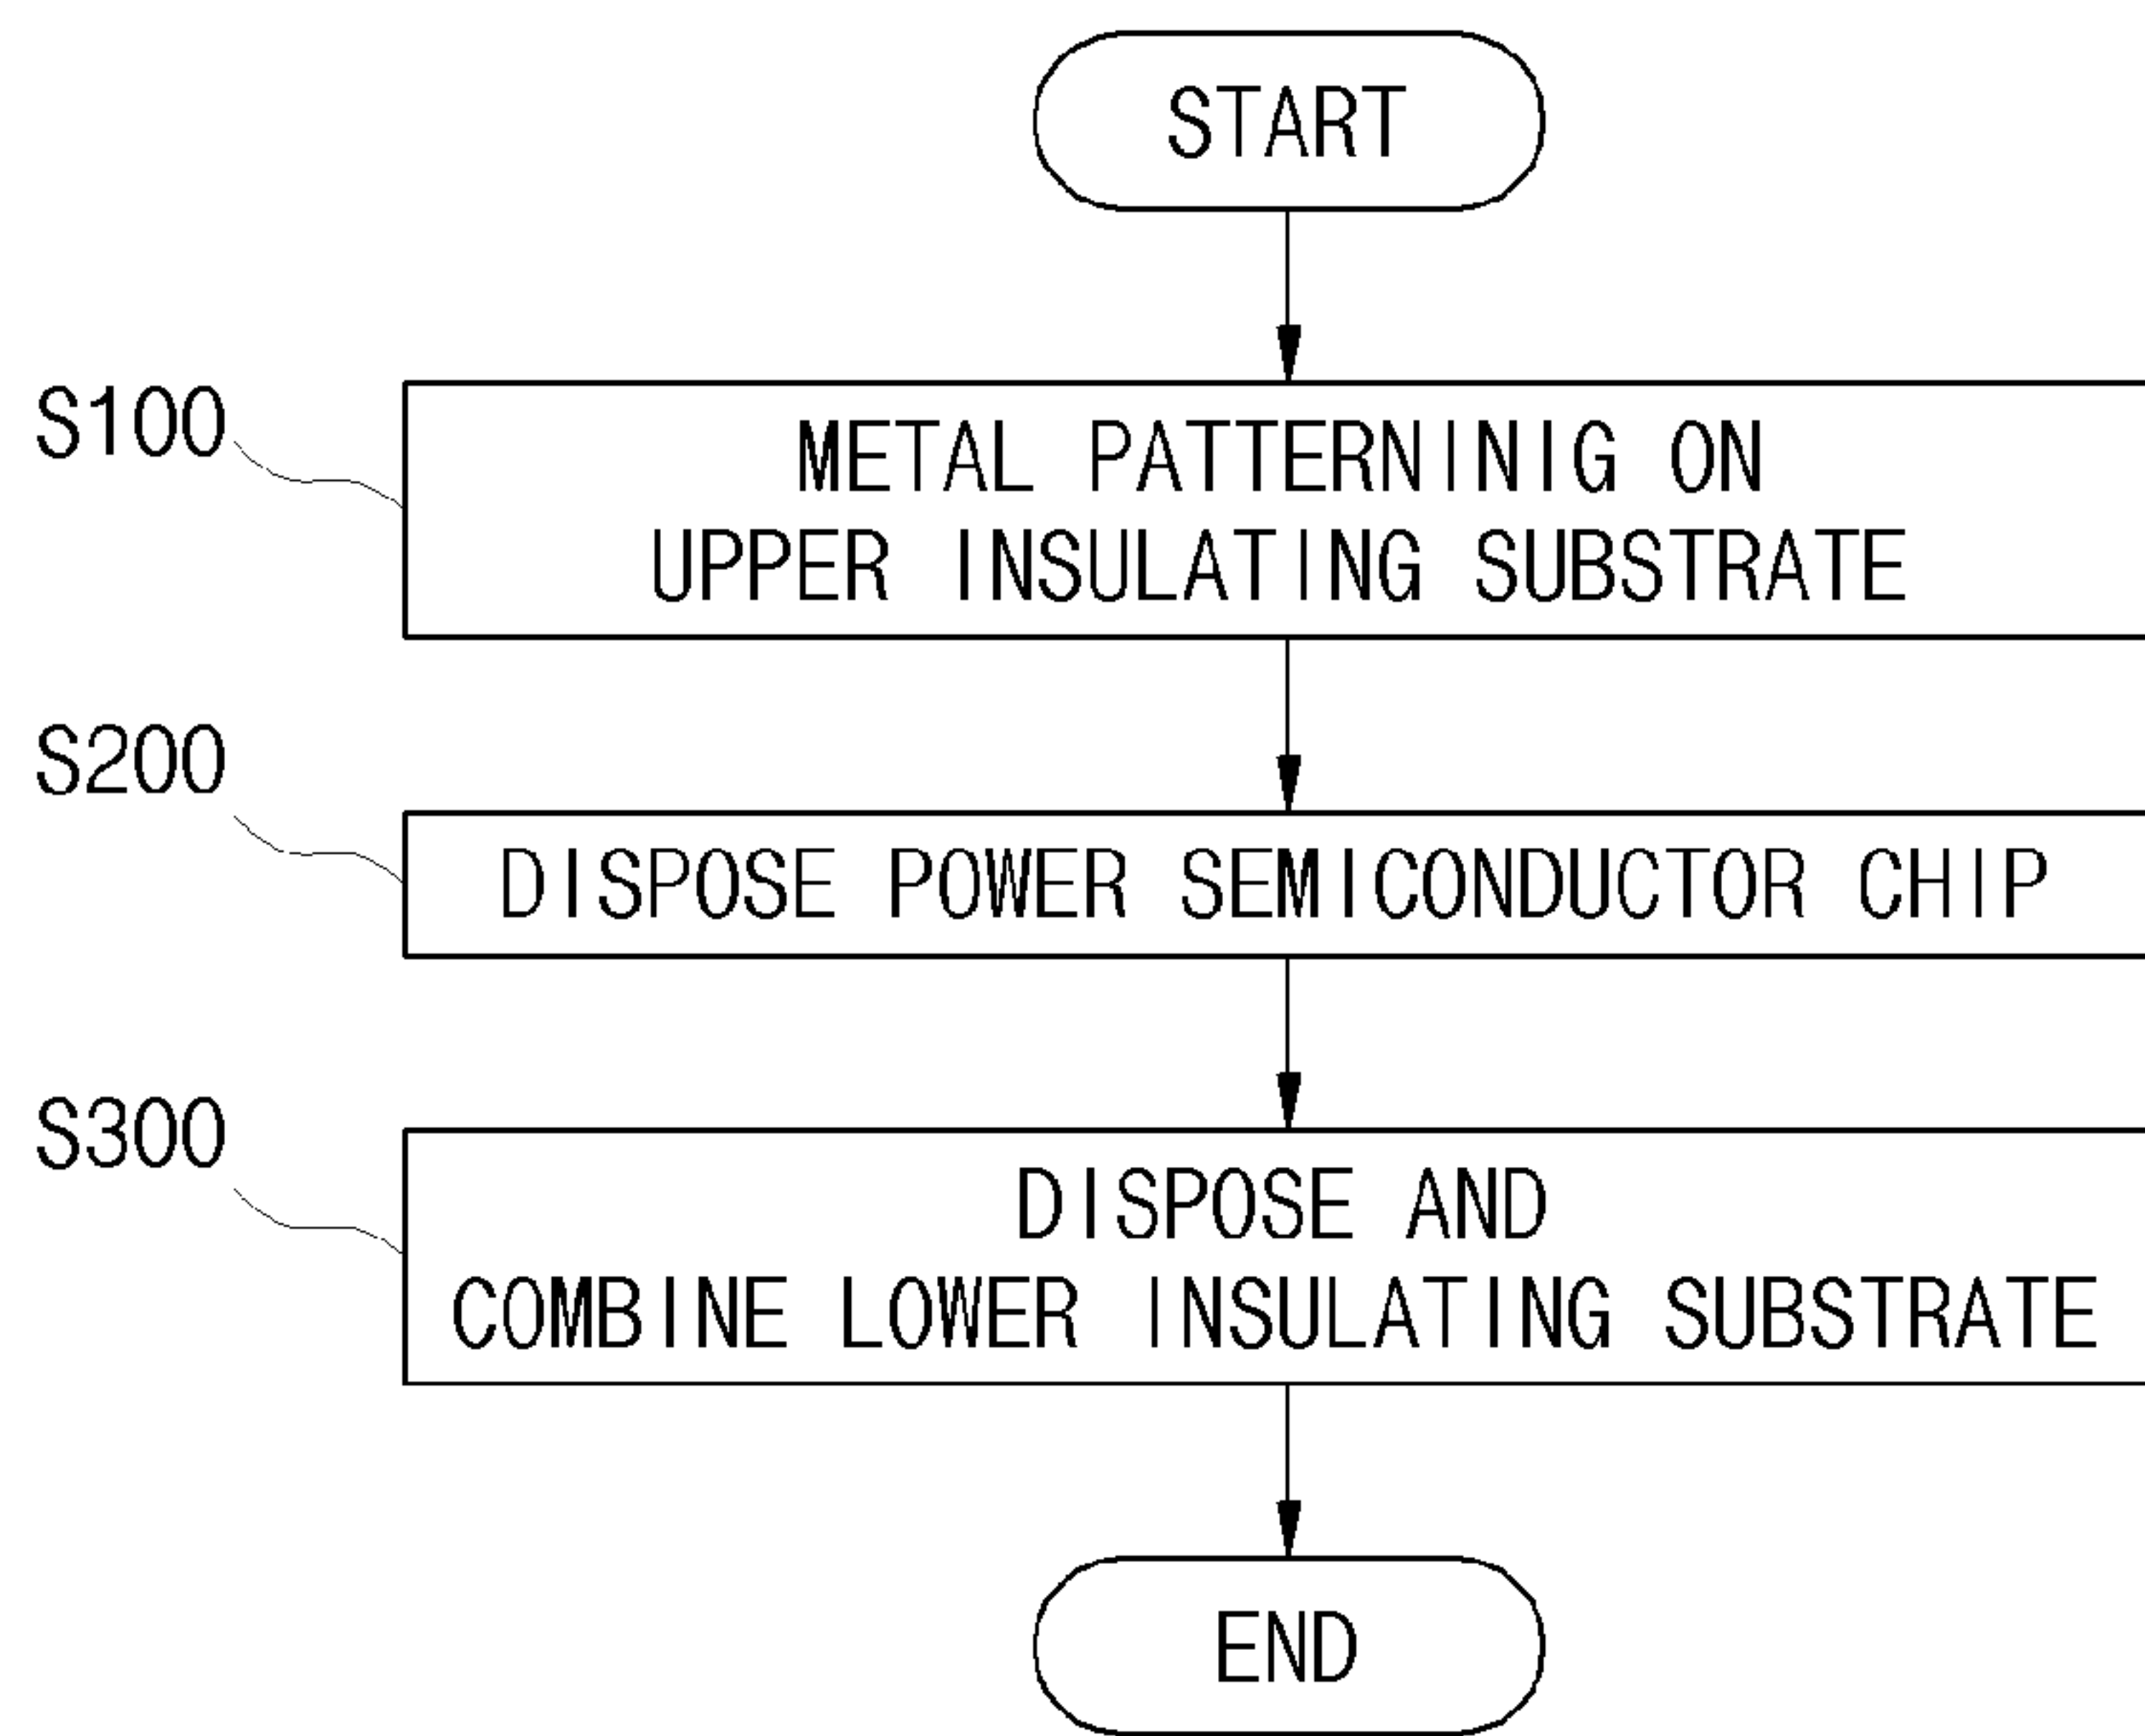 START
S100
METAL PATTERNINIG ON
UPPER INSULATING SUBSTRATE
S200
DISPOSE POWER SEMICONDUCTOR CHIP
S300
DISPOSE AND
COMBINE LOWER INSULATING SUBSTRATE
END